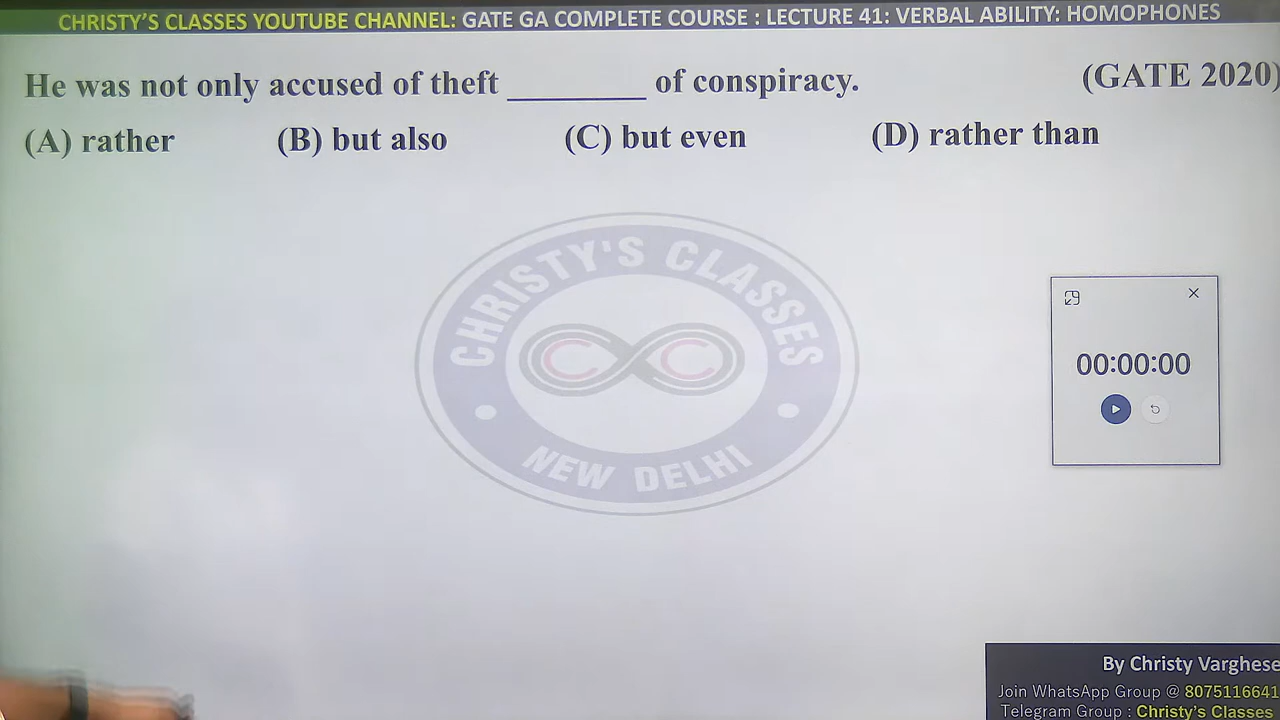 CHRISTY'S CLASSES YOUTUBE CHANNEL: GATE GA COMPLETE COURSE : LECTURE 41: VERBAL ABILITY: HOMOPHONES
He was not only accused of theft ________ of conspiracy. (GATE 2020)
(A) rather (B) but also (C) but even (D) rather than
CHRISTY'S CLASSES
CC
NEW DELHI
00:00:00
By Christy Varghese
Join WhatsApp Group @ 8075116641
Telegram Group : Christy's Classes